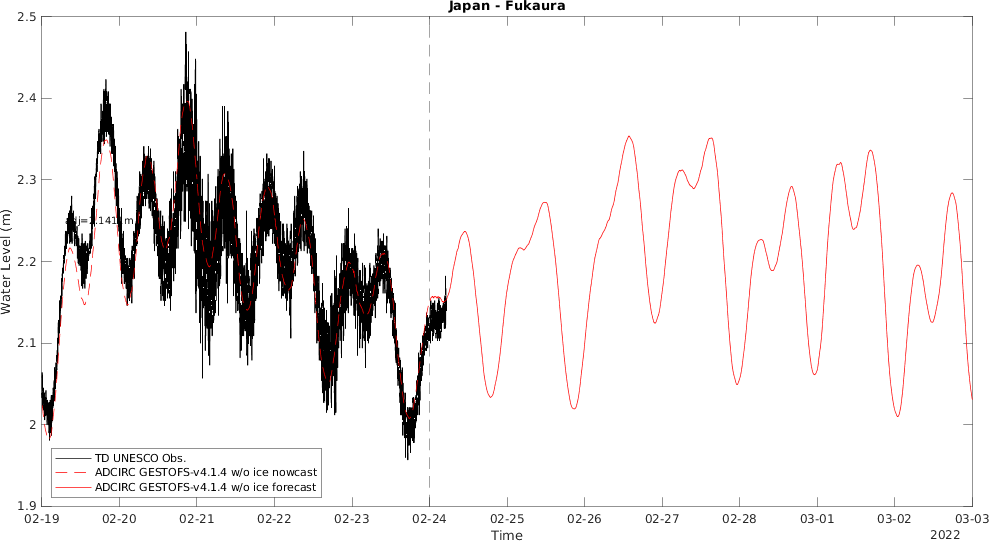 Japan - Fukaura
2.5
2.4
2.3
2.2
2.1
2
1.9
Water Level (m)
TD UNESCO Obs.
ADCIRC GESTOFS-v4.1.4 w/o ice nowcast
ADCIRC GESTOFS-v4.1.4 w/o ice forecast
02-19 02-20 02-21 02-22 02-23 02-24 02-25 02-26 02-27 02-28 03-01 03-02 03-03
Time
2022